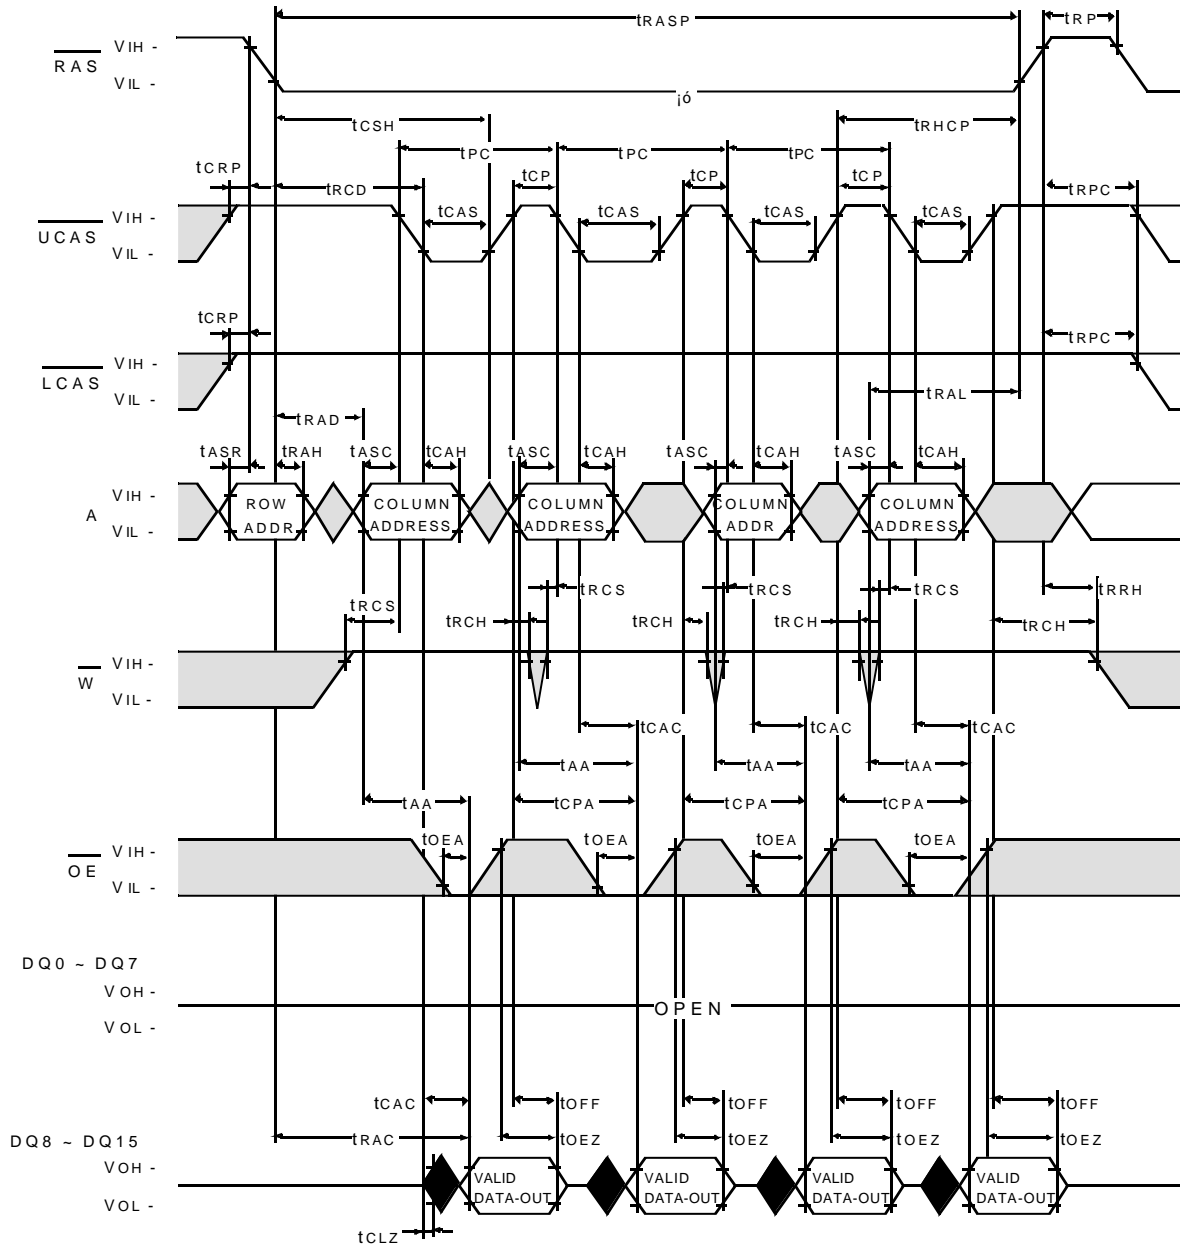 tRASP tRP
RAS VIH -
VIL -
¡ó
tCSH tRHCP
tPC tPC tPC
tCRP tRCD tCP tCP tCP tRPC
UCAS VIH - tCAS tCAS tCAS tCAS
VIL -
tCRP tRPC
LCAS VIH -
VIL -
tRAD tRAL
tASR tRAH tASC tCAH tASC tCAH tASC tCAH tASC tCAH
A VIH - ROW COLUMN COLUMN COLUMN COLUMN
VIL - ADDR ADDRESS ADDRESS ADDR ADDRESS
tRCS tRCS tRCS tRCS tRRH
tRCH tRCH tRCH tRCH
W VIH -
VIL -
tCAC tCAC tCAC
tAA tAA tAA
tAA tCPA tCPA tCPA
tOEA tOEA tOEA tOEA
OE VIH -
VIL -
DQ0 ~ DQ7
VOH -
OPEN
VOL -
tCAC tOFF tOFF tOFF tOFF
DQ8 ~ DQ15 tRAC tOEZ tOEZ tOEZ tOEZ
VOH - VALID VALID VALID VALID
VOL - DATA-OUT DATA-OUT DATA-OUT DATA-OUT
tCLZ